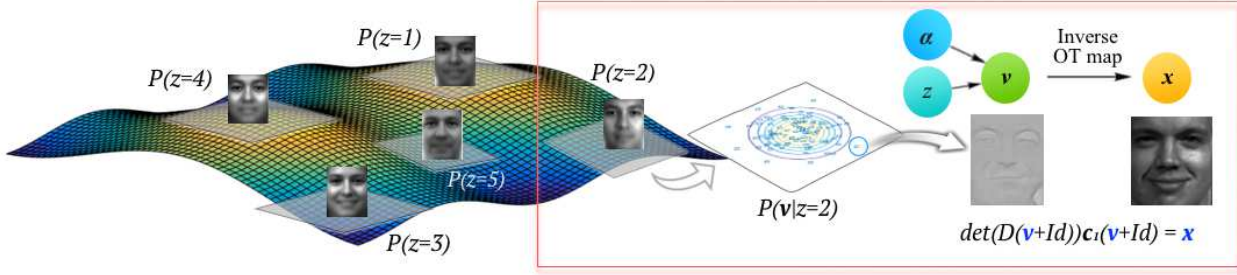 P(z=1)
P(z=4)
P(z=2)
P(z=5)
P(z=3)
P(v|z=2)
α
z
v
Inverse
OT map
x
det(D(v+Id))c₁(v+Id) = x